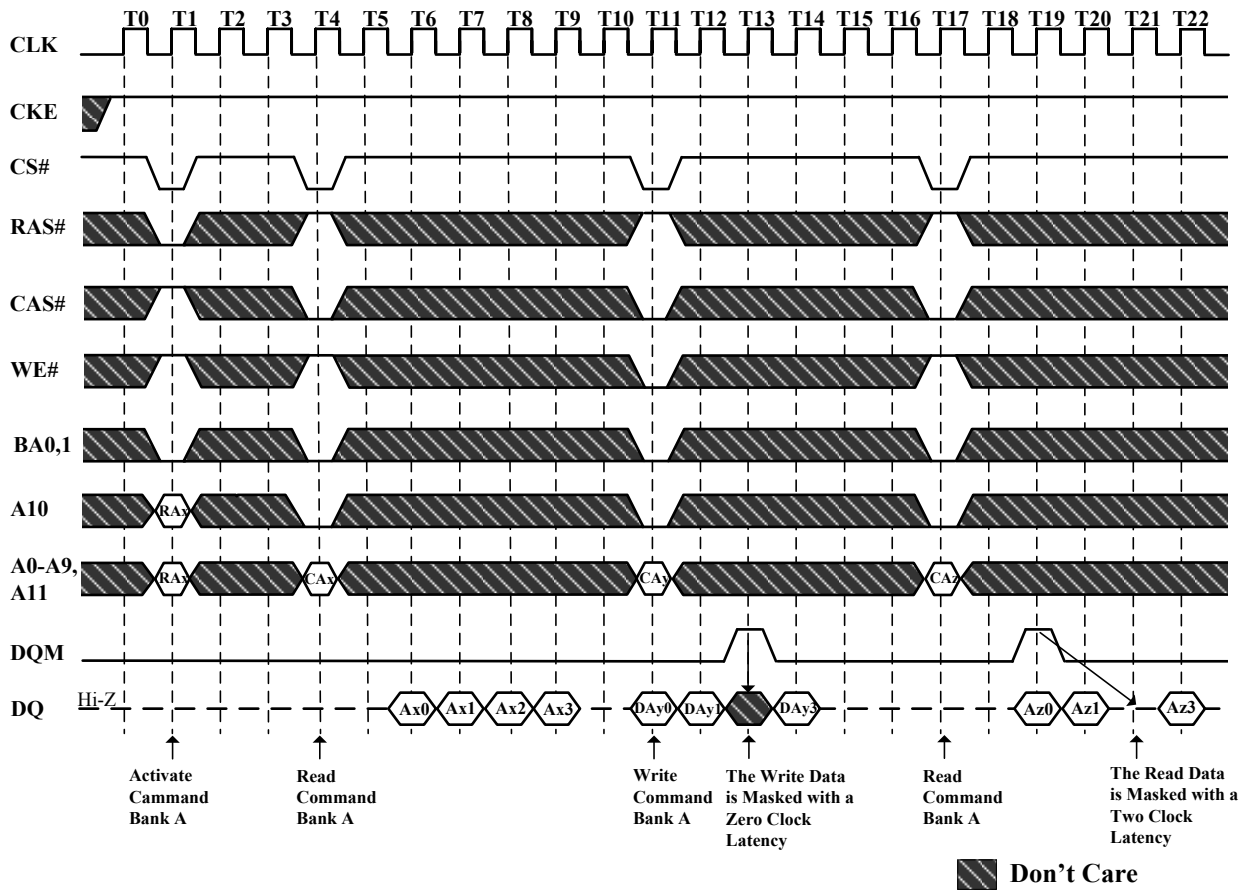 T0 T1 T2 T3 T4 T5 T6 T7 T8 T9 T10 T11 T12 T13 T14 T15 T16 T17 T18 T19 T20 T21 T22
CLK
CKE
CS#
RAS#
CAS#
WE#
BA0,1
A10
RAx
A0-A9,
A11
RAx CAx CAy CAz
DQM
DQ
Hi-Z
Ax0 Ax1 Ax2 Ax3 DAy0 DAy1 DAy3 Az0 Az1 Az3
Activate
Cammand
Bank A
Read
Command
Bank A
Write
Command
Bank A
The Write Data
is Masked with a
Zero Clock
Latency
Read
Command
Bank A
The Read Data
is Masked with a
Two Clock
Latency
Don't Care